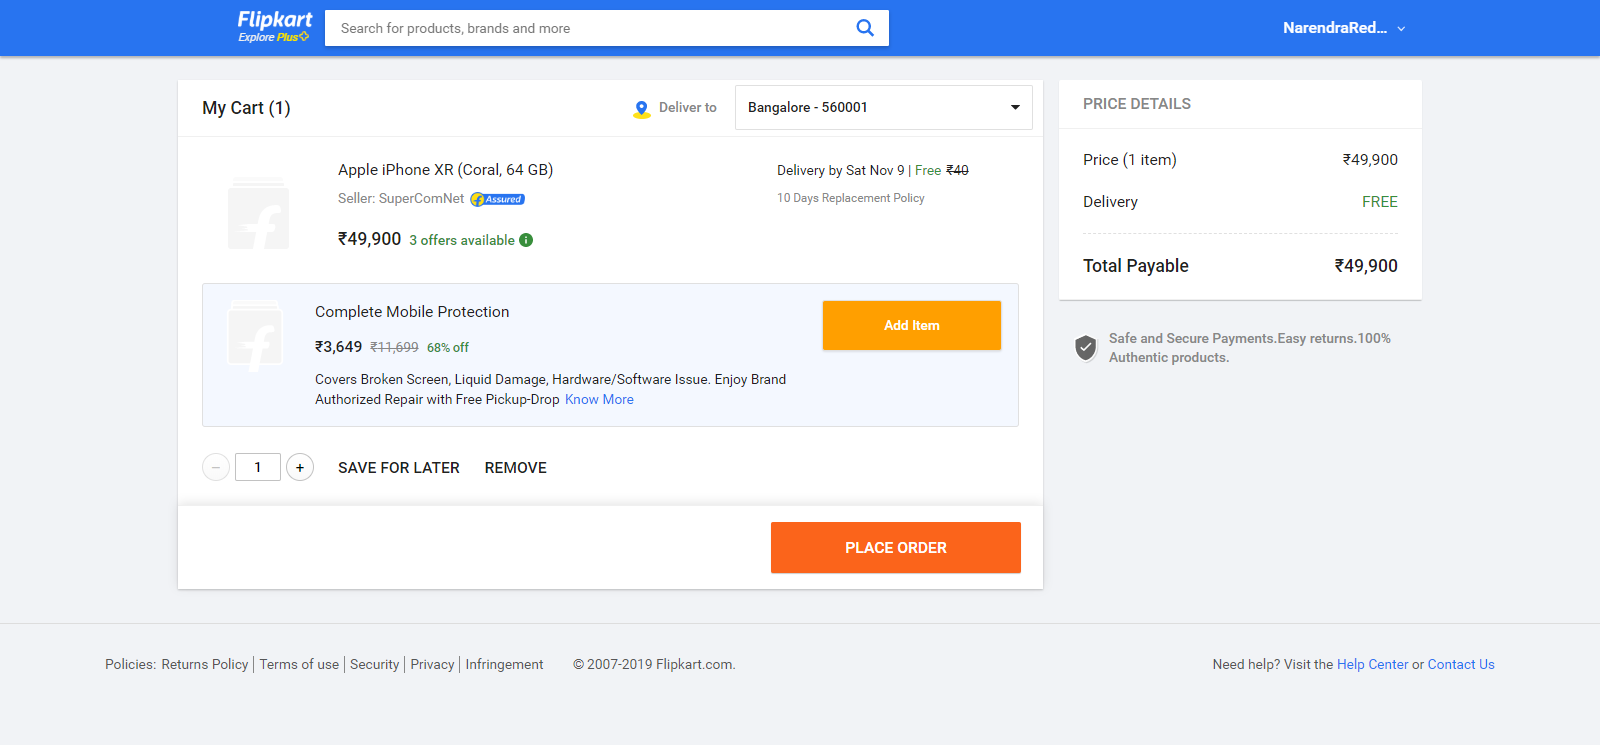 Flipkart
Explore Plus
Search for products, brands and more
NarendraRed...
My Cart (1)
Deliver to
Bangalore - 560001
Apple iPhone XR (Coral, 64 GB)
Seller: SuperComNet
Assured
Delivery by Sat Nov 9 | Free ₹40
10 Days Replacement Policy
₹49,900 3 offers available
Complete Mobile Protection
₹3,649 ₹11,699 68% off
Covers Broken Screen, Liquid Damage, Hardware/Software Issue. Enjoy Brand
Authorized Repair with Free Pickup-Drop Know More
Add Item
1
SAVE FOR LATER
REMOVE
PLACE ORDER
PRICE DETAILS
Price (1 item) ₹49,900
Delivery FREE
Total Payable ₹49,900
Safe and Secure Payments.Easy returns.100%
Authentic products.
Policies: Returns Policy | Terms of use | Security | Privacy | Infringement
© 2007-2019 Flipkart.com.
Need help? Visit the Help Center or Contact Us